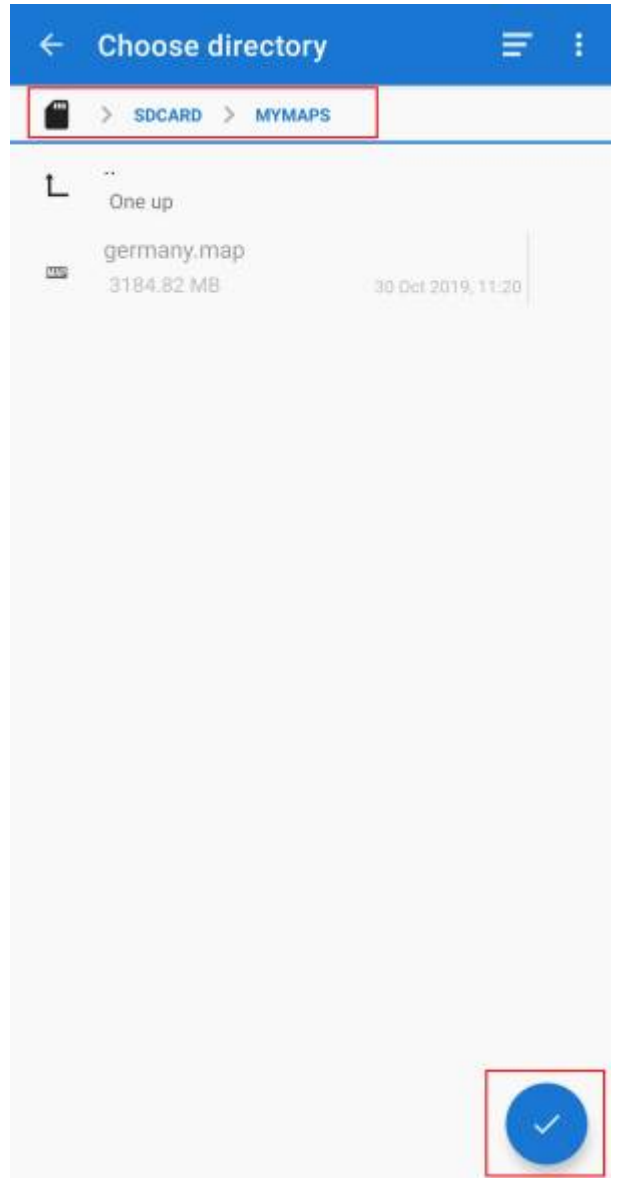 Choose directory
SDCARD > MYMAPS
..
One up
germany.map
3184.82 MB
30 Oct 2019, 11:20